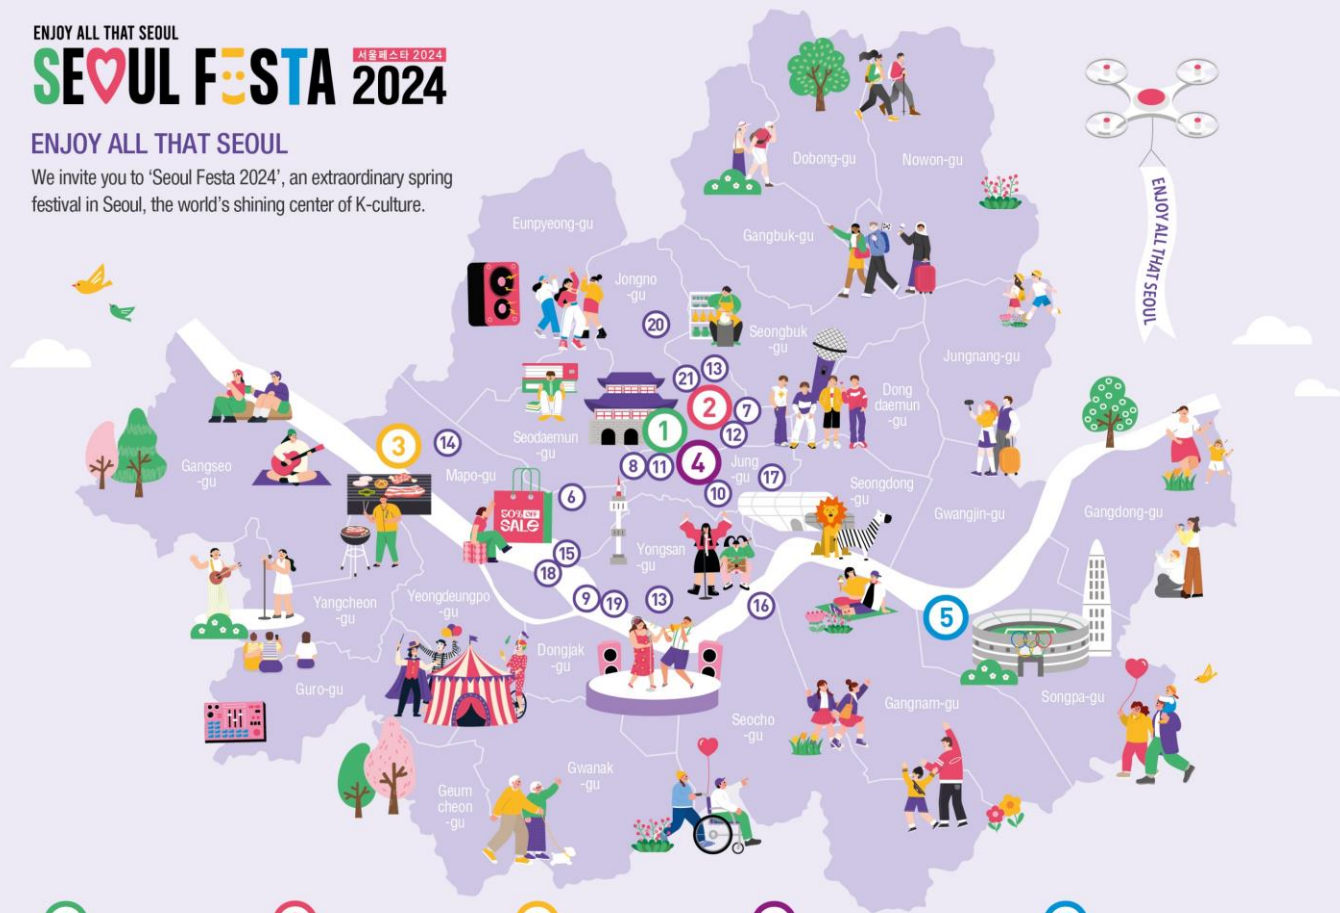 ENJOY ALL THAT SEOUL
SEOUL FESTA 서울페스타 2024
2024
ENJOY ALL THAT SEOUL
We invite you to ‘Seoul Festa 2024’, an extraordinary spring
festival in Seoul, the world’s shining center of K-culture.
ENJOY ALL THAT SEOUL
Dobong-gu
Nowon-gu
Eunpyeong-gu
Gangbuk-gu
Jongno
-gu
20
Seongbuk
-gu
Jungnang-gu
21
13
2
7
Dong
daemun
-gu
1
12
3
14
Seodaemun
-gu
8
11
4
Jung
-gu
17
10
Gangseo
-gu
Mapo-gu
6
50% OFF
SALE
Seongdong
-gu
Gwangjin-gu
Gangdong-gu
15
18
Yongsan
-gu
9
19
13
16
5
Yangcheon
-gu
Yeongdeungpo
-gu
Dongjak
-gu
Guro-gu
Seocho
-gu
Gangnam-gu
Songpa-gu
Geum
cheon
-gu
Gwanak
-gu